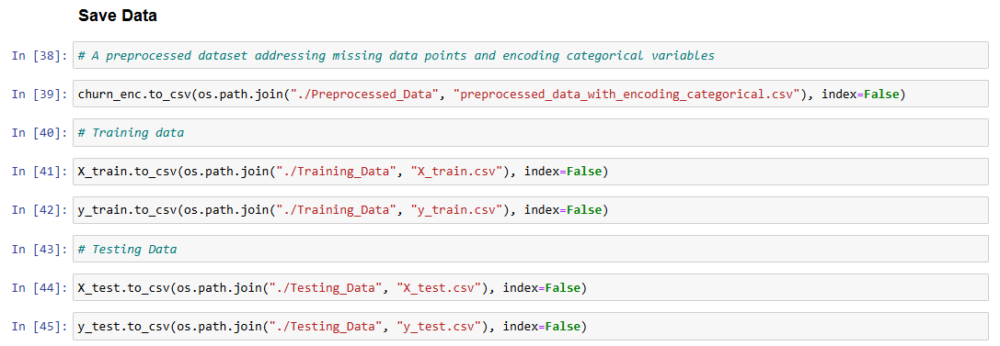 Save Data
In [38]: # A preprocessed dataset addressing missing data points and encoding categorical variables
In [39]: churn_enc.to_csv(os.path.join("./Preprocessed_Data", "preprocessed_data_with_encoding_categorical.csv"), index=False)
In [40]: # Training data
In [41]: X_train.to_csv(os.path.join("./Training_Data", "X_train.csv"), index=False)
In [42]: y_train.to_csv(os.path.join("./Training_Data", "y_train.csv"), index=False)
In [43]: # Testing Data
In [44]: X_test.to_csv(os.path.join("./Testing_Data", "X_test.csv"), index=False)
In [45]: y_test.to_csv(os.path.join("./Testing_Data", "y_test.csv"), index=False)